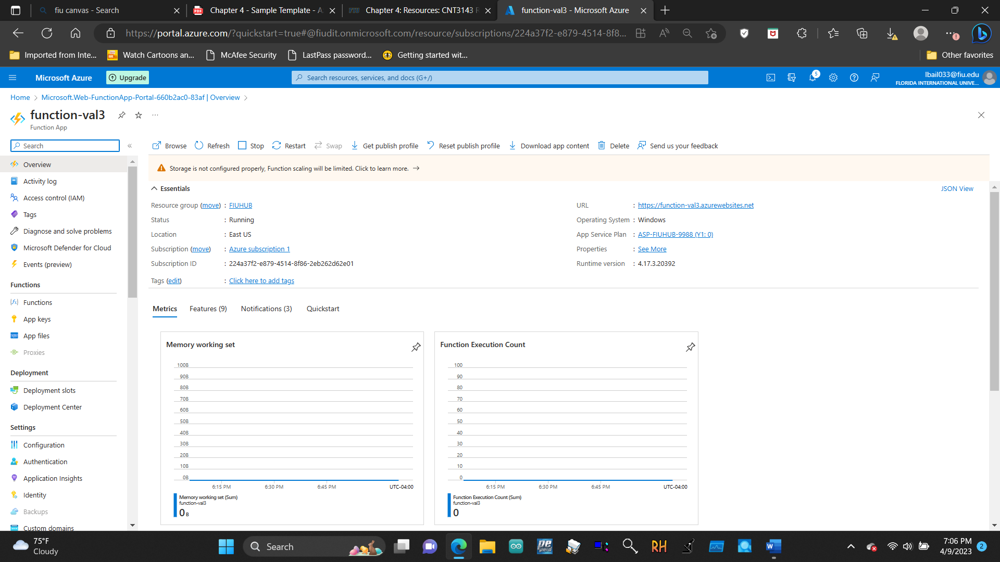 fiu canvas - Search
Chapter 4 - Sample Template - A
Chapter 4: Resources: CNT3143 R
function-val3 - Microsoft Azure
https://portal.azure.com/?quickstart=true#@fiudit.onmicrosoft.com/resource/subscriptions/224a37f2-e879-4514-8f8...
Imported from Inte...
Watch Cartoons an...
McAfee Security
LastPass password...
Getting started wit...
Other favorites
Microsoft Azure
Upgrade
Search resources, services, and docs (G+/)
5
lbail033@fiu.edu
FLORIDA INTERNATIONAL UNIVE...
Home > Microsoft.Web-FunctionApp-Portal-660b2ac0-83af | Overview >
function-val3
Function App
Search
Browse Refresh Stop Restart Swap Get publish profile Reset publish profile Download app content Delete Send us your feedback
Storage is not configured properly, Function scaling will be limited. Click to learn more. →
Overview
Activity log
Access control (IAM)
Tags
Diagnose and solve problems
Microsoft Defender for Cloud
Events (preview)
Functions
Functions
App keys
App files
Proxies
Deployment
Deployment slots
Deployment Center
Settings
Configuration
Authentication
Application Insights
Identity
Backups
Custom domains
Essentials
JSON View
Resource group (move) : FIUHUB
Status : Running
Location : East US
Subscription (move) : Azure subscription 1
Subscription ID : 224a37f2-e879-4514-8f86-2eb262d62e01
Tags (edit) : Click here to add tags
URL : https://function-val3.azurewebsites.net
Operating System : Windows
App Service Plan : ASP-FIUHUB-9988 (Y1: 0)
Properties : See More
Runtime version : 4.17.3.20392
Metrics Features (9) Notifications (3) Quickstart
Memory working set
100B
90B
80B
70B
60B
50B
40B
30B
20B
10B
0B
6:15 PM 6:30 PM 6:45 PM UTC-04:00
Memory working set (Sum)
function-val3
0 B
Function Execution Count
100
90
80
70
60
50
40
30
20
10
0
6:15 PM 6:30 PM 6:45 PM UTC-04:00
Function Execution Count (Sum)
function-val3
0
75°F
Cloudy
Search
RH
7:06 PM
4/9/2023
2